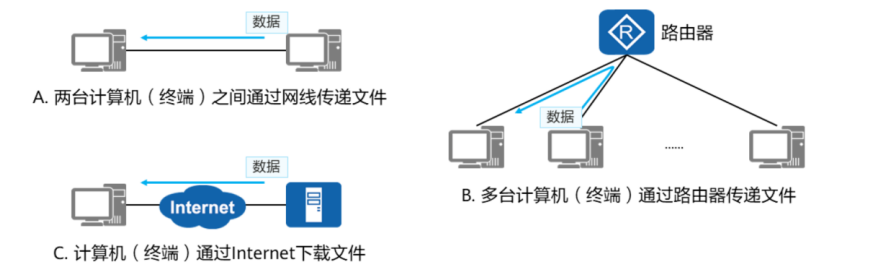 数据
A. 两台计算机（终端）之间通过网线传递文件
R
路由器
数据
......
B. 多台计算机（终端）通过路由器传递文件
数据
Internet
C. 计算机（终端）通过Internet下载文件